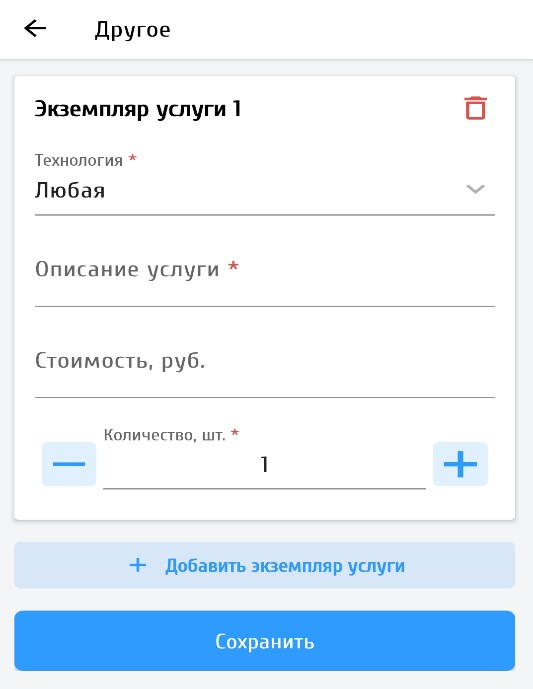 Другое
Экземпляр услуги 1
Технология *
Любая
Описание услуги *
Стоимость, руб.
Количество, шт. *
1
+ Добавить экземпляр услуги
Сохранить